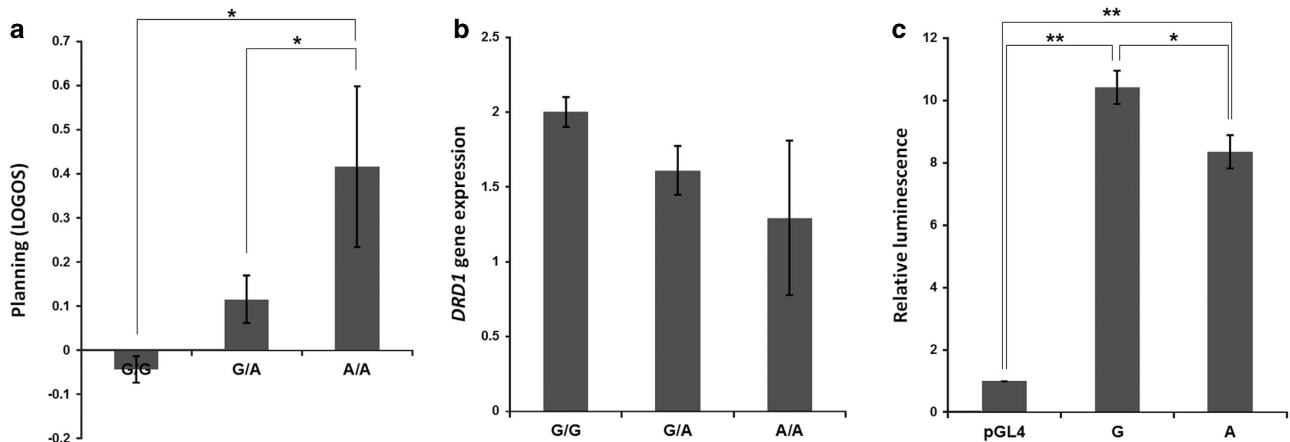 a
*
*
0.7
0.6
0.5
0.4
0.3
0.2
0.1
0
-0.1
-0.2
Planning (LOGOS)
G/G
G/A
A/A
b
2.5
2
1.5
1
0.5
0
DRD1 gene expression
G/G
G/A
A/A
c
**
**
*
12
10
8
6
4
2
0
Relative luminescence
pGL4
G
A